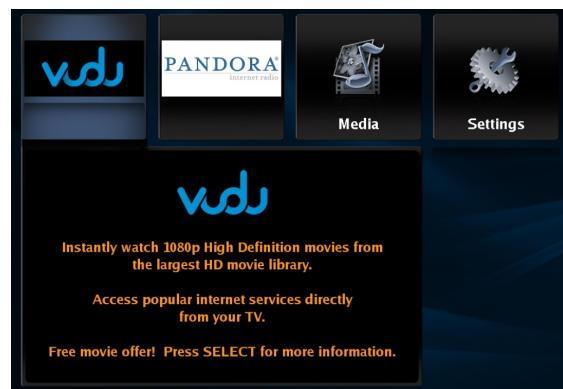 vudu
PANDORA®
internet radio
Media
Settings
vudu
Instantly watch 1080p High Definition movies from
the largest HD movie library.
Access popular internet services directly
from your TV.
Free movie offer! Press SELECT for more information.